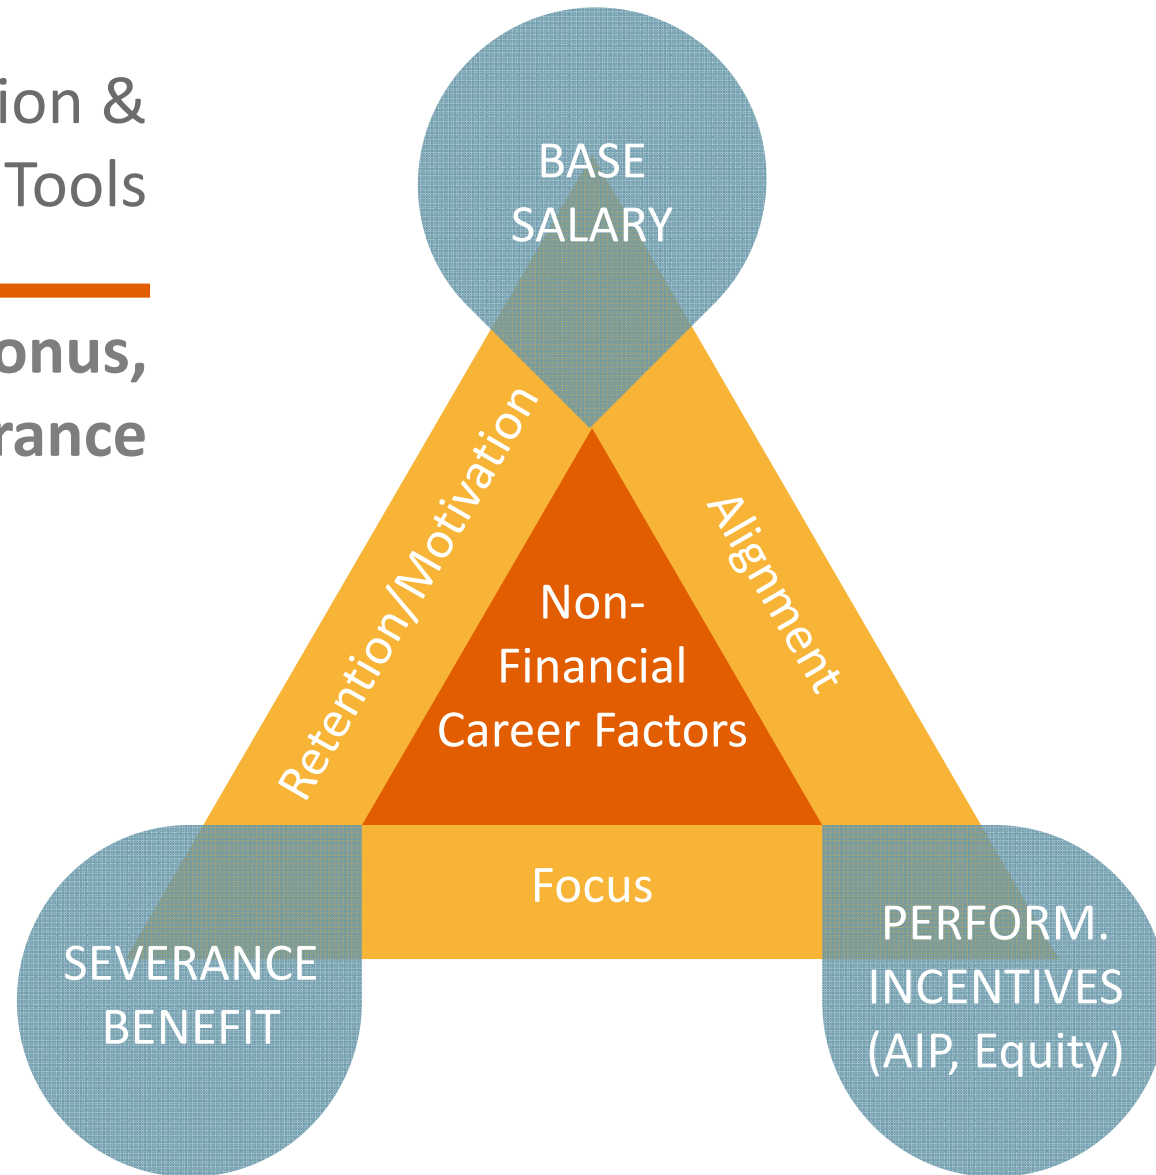 ion &
Tools
onus,
rance
BASE
SALARY
Retention/Motivation
Alignment
Non-
Financial
Career Factors
Focus
SEVERANCE
BENEFIT
PERFORM.
INCENTIVES
(AIP, Equity)